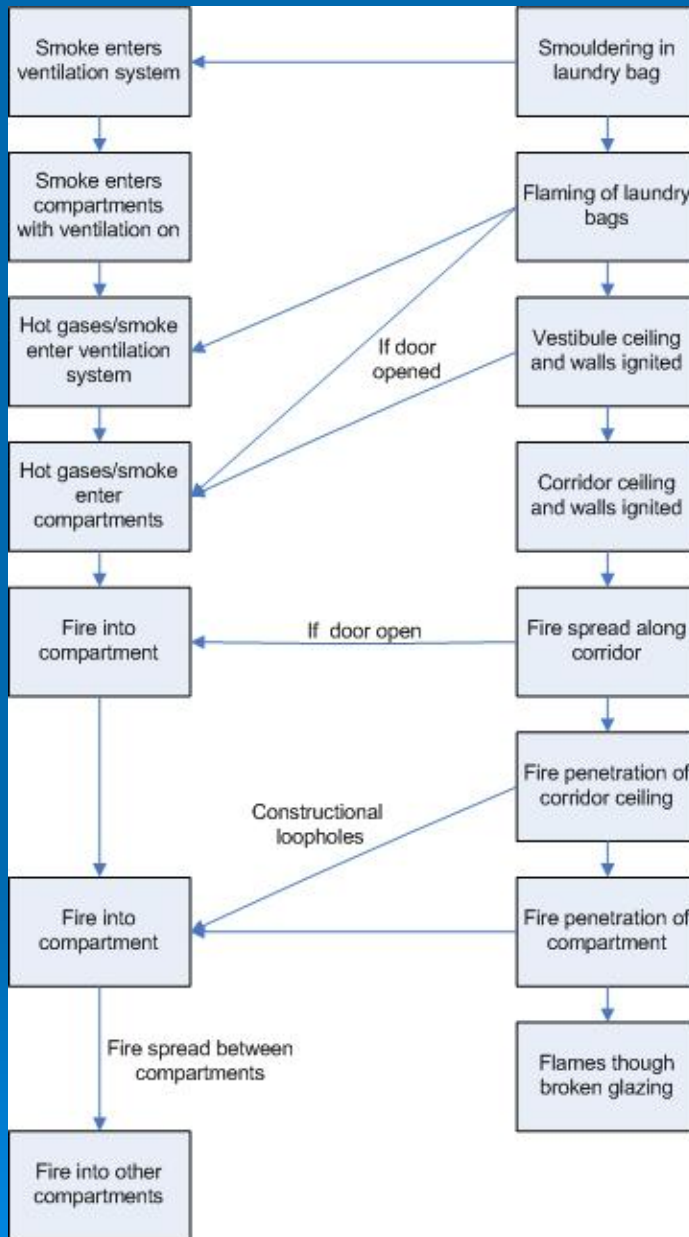 Smoke enters
ventilation system
Smouldering in
laundry bag
Smoke enters
compartments
with ventilation on
Flaming of laundry
bags
Hot gases/smoke
enter ventilation
system
If door
opened
Vestibule ceiling
and walls ignited
Hot gases/smoke
enter
compartments
Corridor ceiling
and walls ignited
Fire into
compartment
If door open
Fire spread along
corridor
Fire penetration of
corridor ceiling
Constructional
loopholes
Fire into
compartment
Fire penetration of
compartment
Fire spread between
compartments
Flames though
broken glazing
Fire into other
compartments